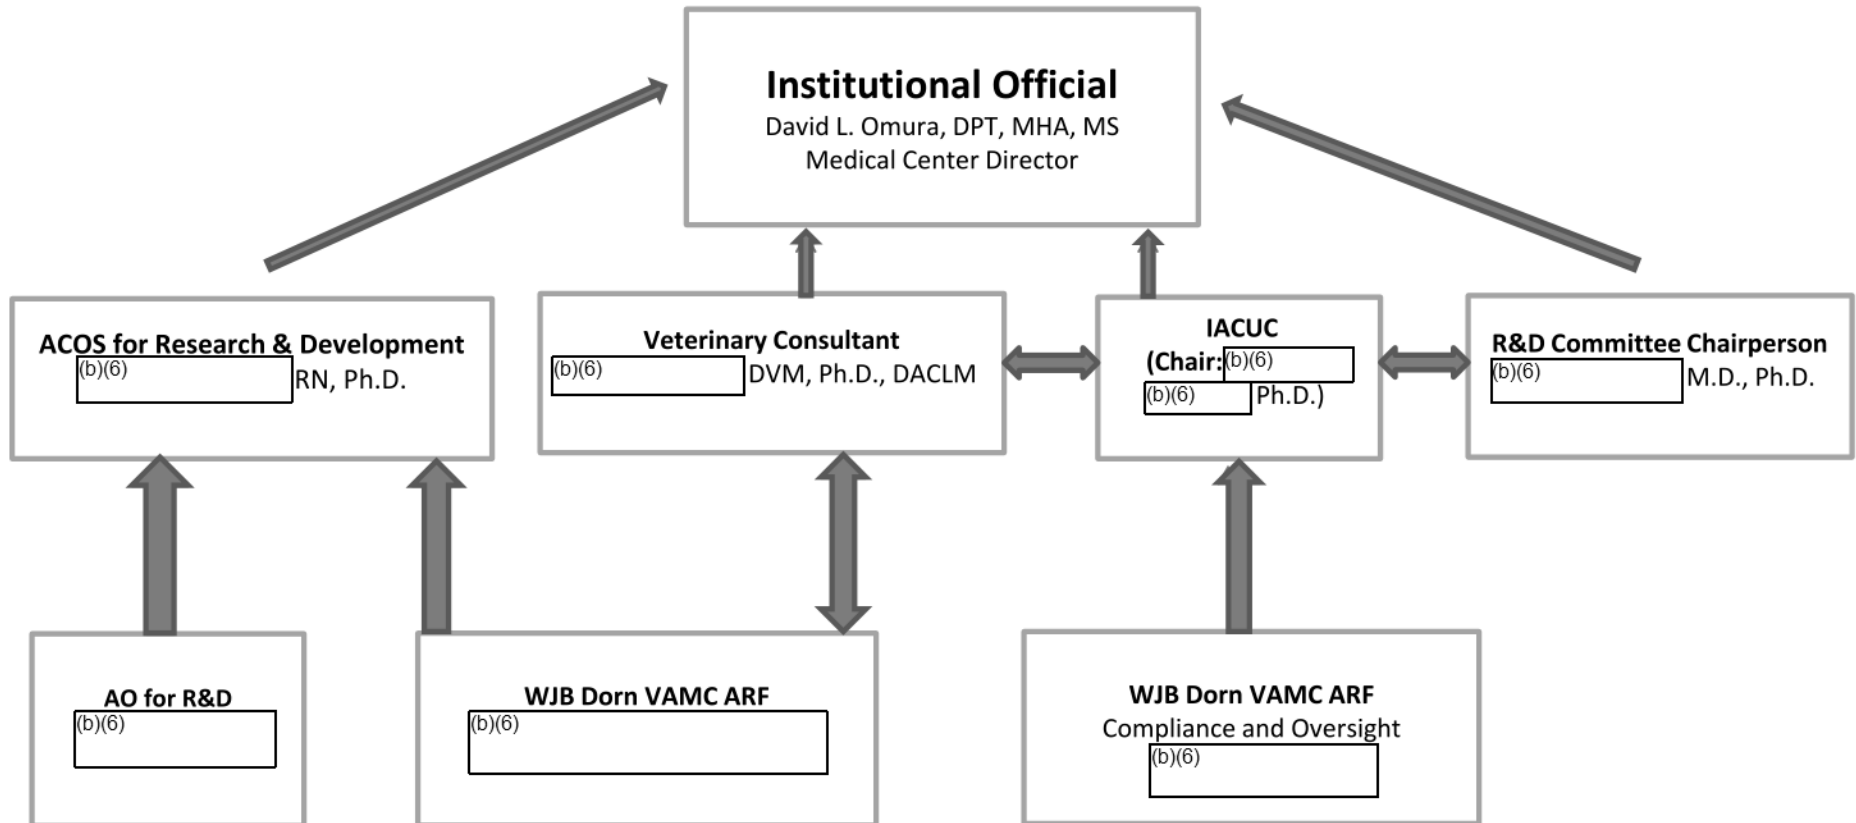 Institutional Official
David L. Omura, DPT, MHA, MS
Medical Center Director
ACOS for Research & Development
(b)(6) RN, Ph.D.
Veterinary Consultant
(b)(6) DVM, Ph.D., DACLM
IACUC
(Chair: (b)(6)
(b)(6) Ph.D.)
R&D Committee Chairperson
(b)(6) M.D., Ph.D.
AO for R&D
(b)(6)
WJB Dorn VAMC ARF
(b)(6)
WJB Dorn VAMC ARF
Compliance and Oversight
(b)(6)